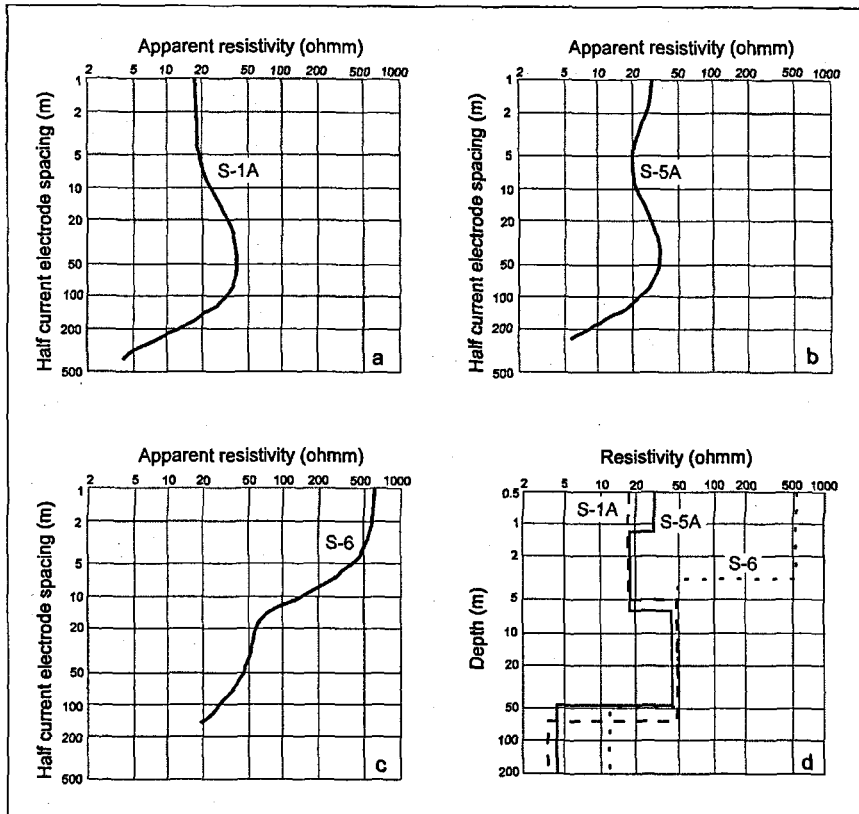 Apparent resistivity (ohmm)
2 5 10 20 50 100 200 500 1000
Half current electrode spacing (m)
1
2
5
10
20
50
100
200
500
S-1A
a
Apparent resistivity (ohmm)
2 5 10 20 50 100 200 500 1000
Half current electrode spacing (m)
1
2
5
10
20
50
100
200
500
S-5A
b
Apparent resistivity (ohmm)
2 5 10 20 50 100 200 500 1000
Half current electrode spacing (m)
1
2
5
10
20
50
100
200
500
S-6
c
Resistivity (ohmm)
2 5 10 20 50 100 200 500 1000
Depth (m)
0.5
1
2
5
10
20
50
100
200
S-1A
S-5A
S-6
d